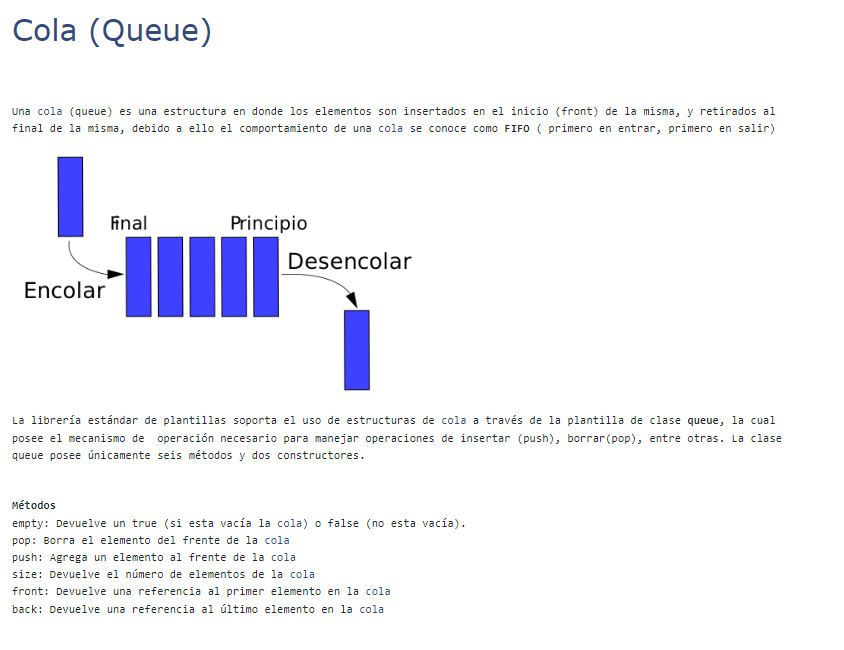 Cola (Queue)
Una cola (queue) es una estructura en donde los elementos son insertados en el inicio (front) de la misma, y retirados al
final de la misma, debido a ello el comportamiento de una cola se conoce como FIFO ( primero en entrar, primero en salir)
Final
Principio
Desencolar
Encolar
La librería estándar de plantillas soporta el uso de estructuras de cola a través de la plantilla de clase queue, la cual
posee el mecanismo de  operación necesario para manejar operaciones de insertar (push), borrar(pop), entre otras. La clase
queue posee únicamente seis métodos y dos constructores.
Métodos
empty: Devuelve un true (si esta vacía la cola) o false (no esta vacía).
pop: Borra el elemento del frente de la cola
push: Agrega un elemento al frente de la cola
size: Devuelve el número de elementos de la cola
front: Devuelve una referencia al primer elemento en la cola
back: Devuelve una referencia al último elemento en la cola